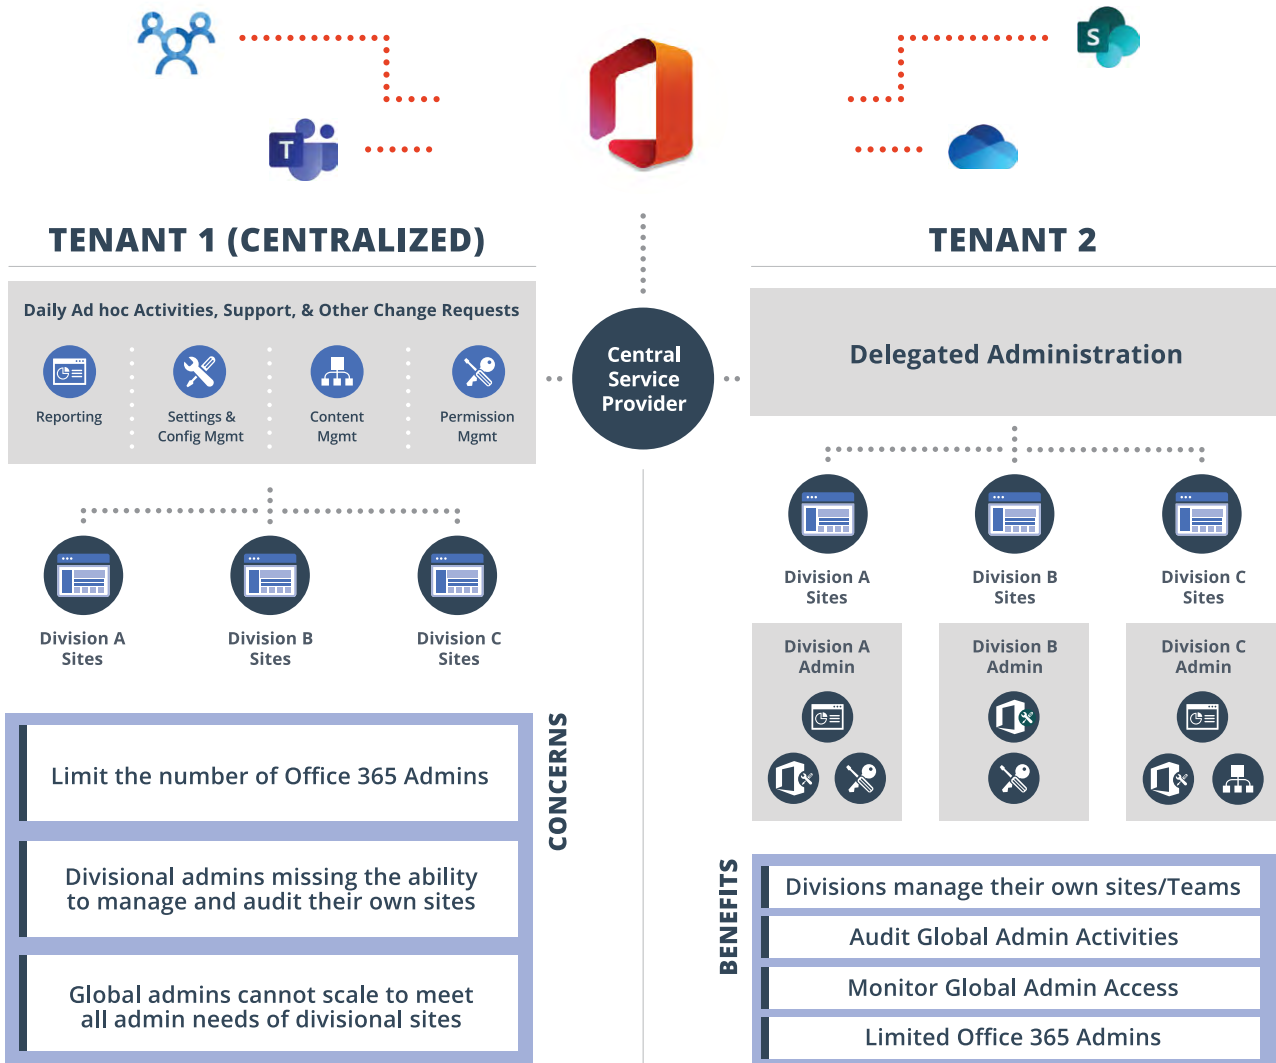 T
S
TENANT 1 (CENTRALIZED)
Daily Ad hoc Activities, Support, & Other Change Requests
Reporting
Settings &
Config Mgmt
Content
Mgmt
Permission
Mgmt
Division A
Sites
Division B
Sites
Division C
Sites
CONCERNS
Limit the number of Office 365 Admins
Divisional admins missing the ability
to manage and audit their own sites
Global admins cannot scale to meet
all admin needs of divisional sites
Central
Service
Provider
TENANT 2
Delegated Administration
Division A
Sites
Division B
Sites
Division C
Sites
Division A
Admin
Division B
Admin
Division C
Admin
BENEFITS
Divisions manage their own sites/Teams
Audit Global Admin Activities
Monitor Global Admin Access
Limited Office 365 Admins